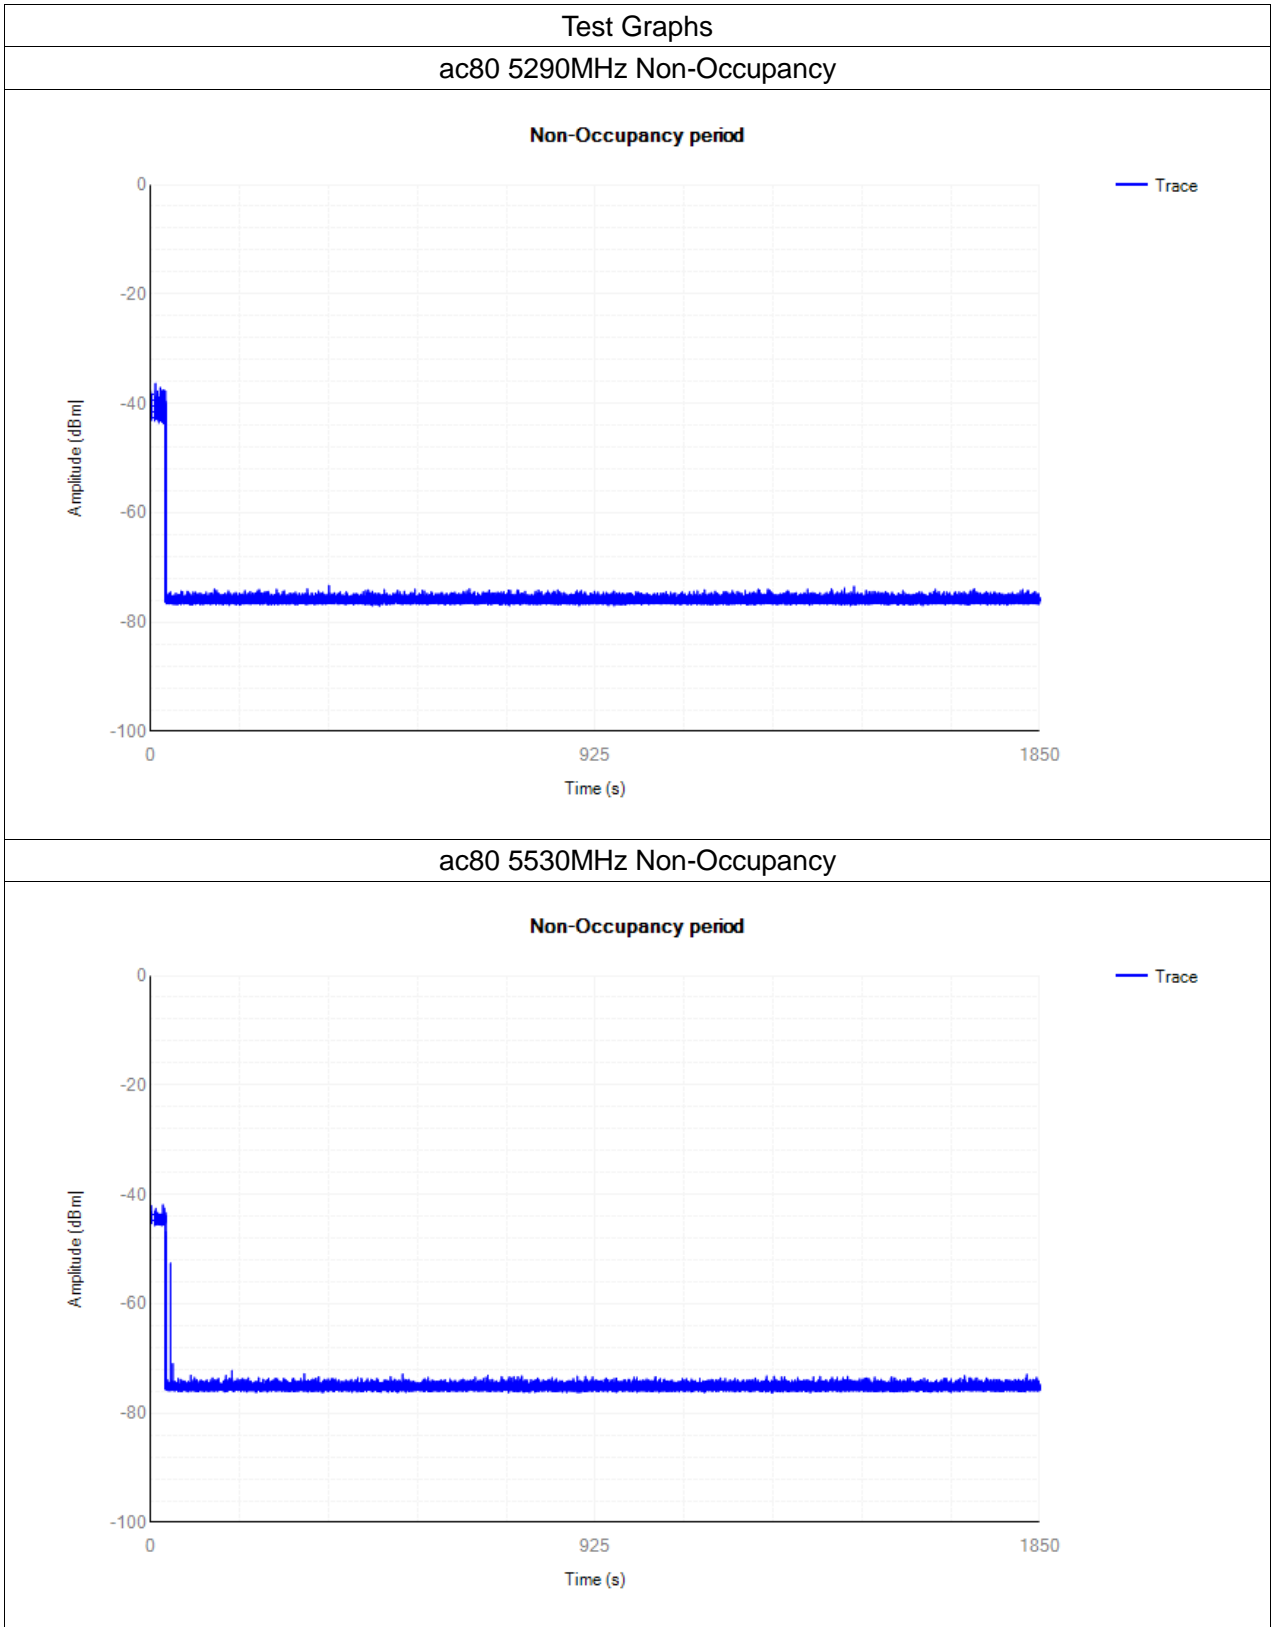 Test Graphs
ac80 5290MHz Non-Occupancy
Non-Occupancy period
Trace
0
-20
-40
-60
-80
-100
Amplitude [dBm]
0 925 1850
Time (s)
ac80 5530MHz Non-Occupancy
Non-Occupancy period
Trace
0
-20
-40
-60
-80
-100
Amplitude [dBm]
0 925 1850
Time (s)